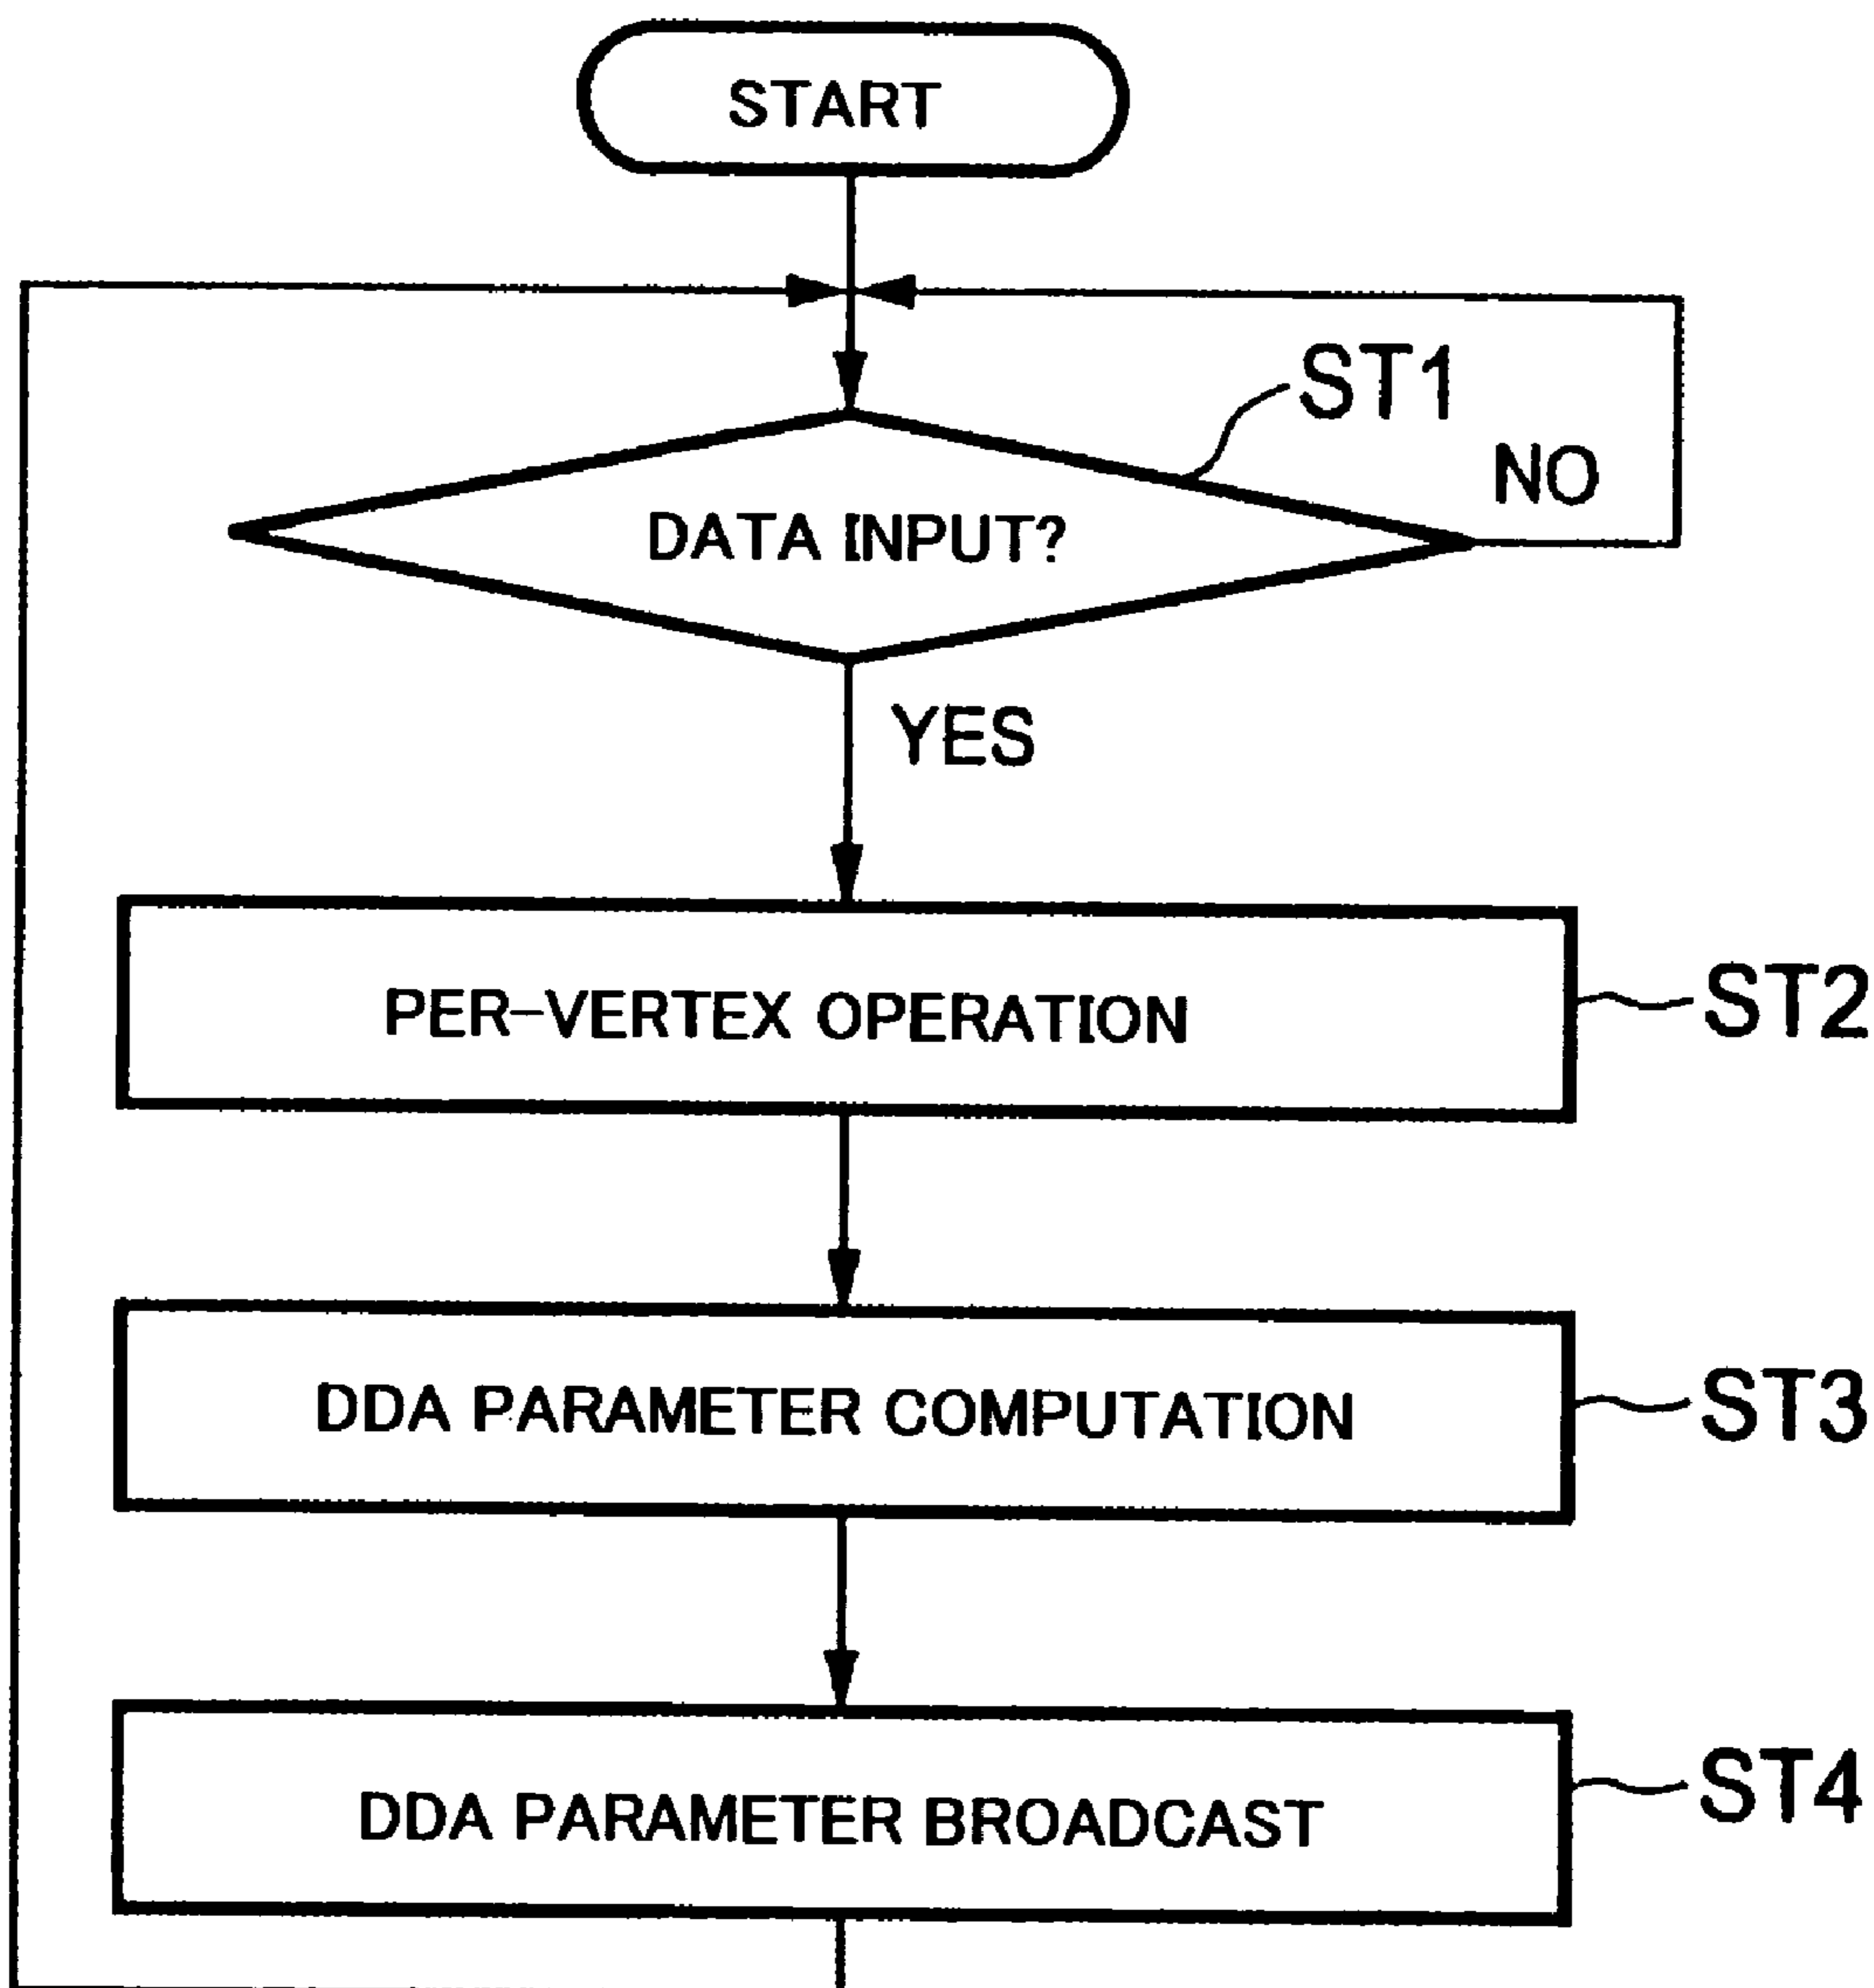 START
ST1
NO
DATA INPUT?
YES
PER-VERTEX OPERATION
ST2
DDA PARAMETER COMPUTATION
ST3
DDA PARAMETER BROADCAST
ST4